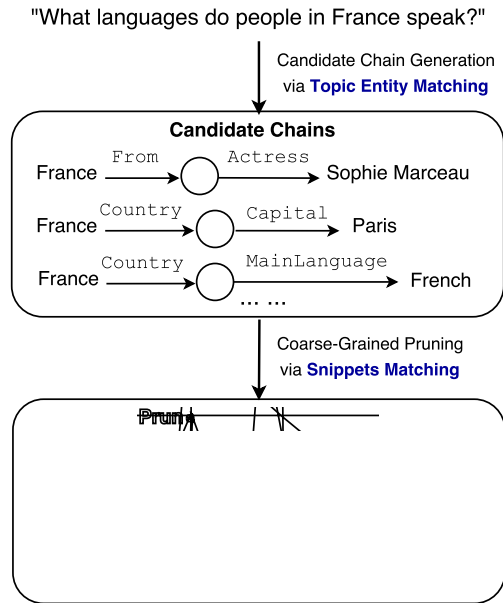 "What languages do people in France speak?"
Candidate Chain Generation
via Topic Entity Matching
Candidate Chains
France From Actress Sophie Marceau
France Country Capital Paris
France Country MainLanguage French
... ...
Coarse-Grained Pruning
via Snippets Matching